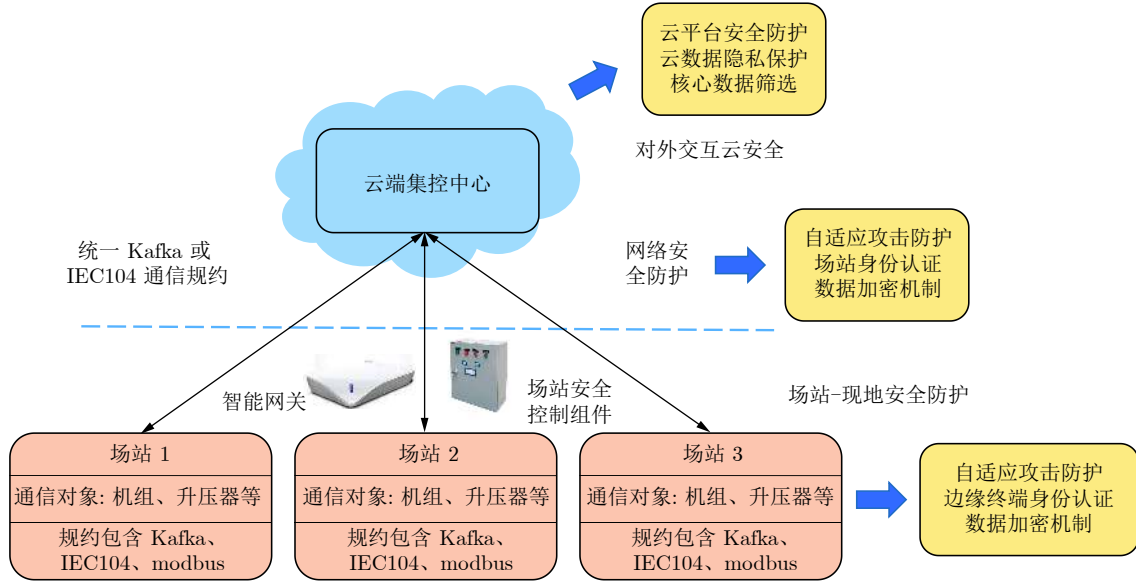 云平台安全防护
云数据隐私保护
核心数据筛选
对外交互云安全
云端集控中心
统一 Kafka 或
IEC104 通信规约
网络安
全防护
自适应攻击防护
场站身份认证
数据加密机制
智能网关
场站安全
控制组件
场站-现地安全防护
场站 1
通信对象: 机组、升压器等
规约包含 Kafka、
IEC104、modbus
场站 2
通信对象: 机组、升压器等
规约包含 Kafka、
IEC104、modbus
场站 3
通信对象: 机组、升压器等
规约包含 Kafka、
IEC104、modbus
自适应攻击防护
边缘终端身份认证
数据加密机制